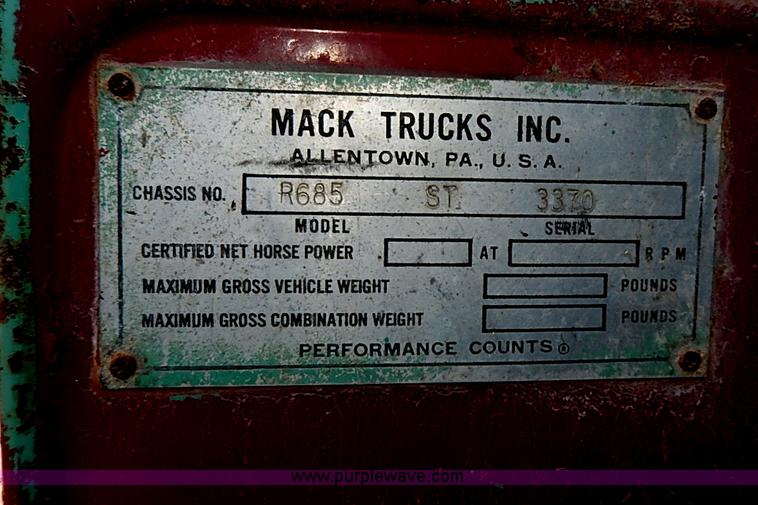 MACK TRUCKS INC.
ALLENTOWN, PA., U. S. A.
CHASSIS NO. R685 ST. 3370
MODEL SERIAL
CERTIFIED NET HORSE POWER AT R P M
MAXIMUM GROSS VEHICLE WEIGHT POUNDS
MAXIMUM GROSS COMBINATION WEIGHT POUNDS
PERFORMANCE COUNTS®
www.purplewave.com